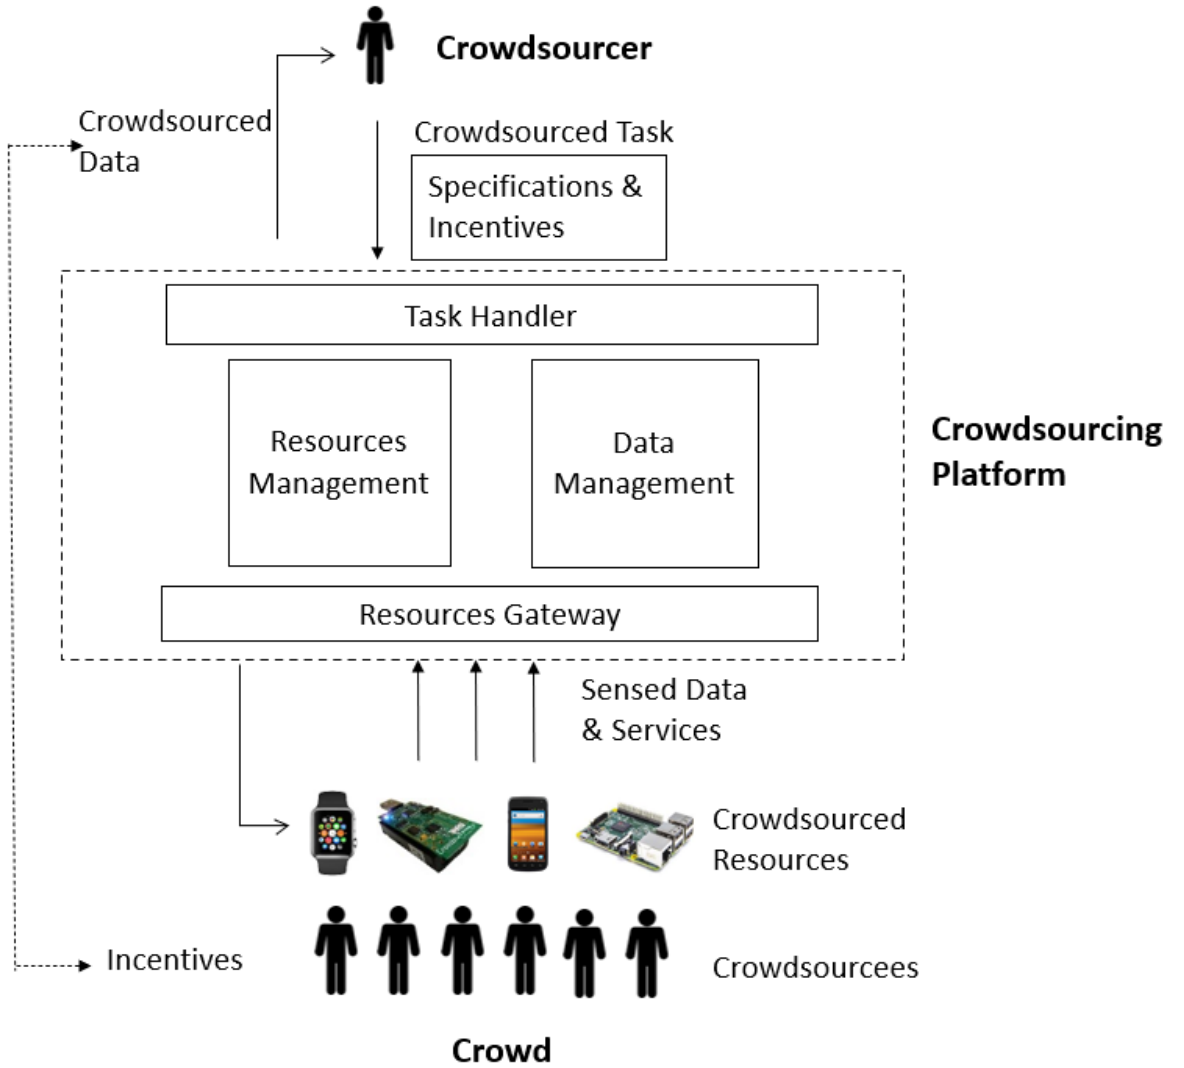 Crowdsourcer
Crowdsourced
Data
Crowdsourced Task
Specifications &
Incentives
Task Handler
Resources
Management
Data
Management
Crowdsourcing
Platform
Resources Gateway
Sensed Data
& Services
Crowdsourced
Resources
Incentives
Crowdsourcees
Crowd